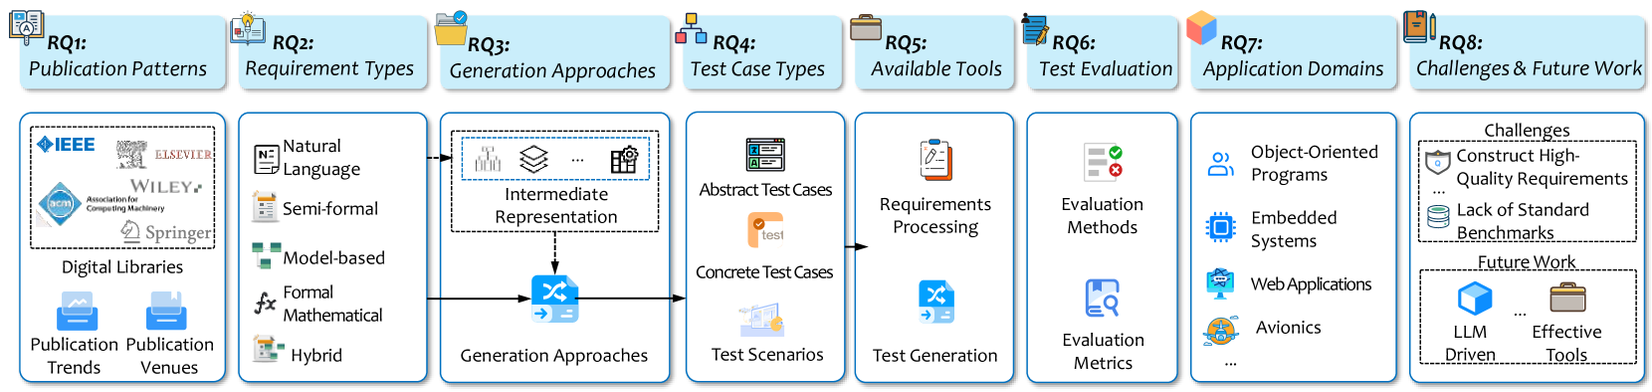 RQ1:
Publication Patterns
RQ2:
Requirement Types
RQ3:
Generation Approaches
RQ4:
Test Case Types
RQ5:
Available Tools
RQ6:
Test Evaluation
RQ7:
Application Domains
RQ8:
Challenges & Future Work
IEEE
ELSEVIER
WILEY
acm
Association for
Computing Machinery
Springer
Digital Libraries
Publication
Trends
Publication
Venues
Natural
Language
Semi-formal
Model-based
Formal
Mathematical
Hybrid
...
Intermediate
Representation
Generation Approaches
Abstract Test Cases
test
Concrete Test Cases
Test Scenarios
Requirements
Processing
Test Generation
Evaluation
Methods
Evaluation
Metrics
Object-Oriented
Programs
Embedded
Systems
Web Applications
Avionics
...
Challenges
Construct High-
Quality Requirements
...
Lack of Standard
Benchmarks
Future Work
...
LLM
Driven
Effective
Tools